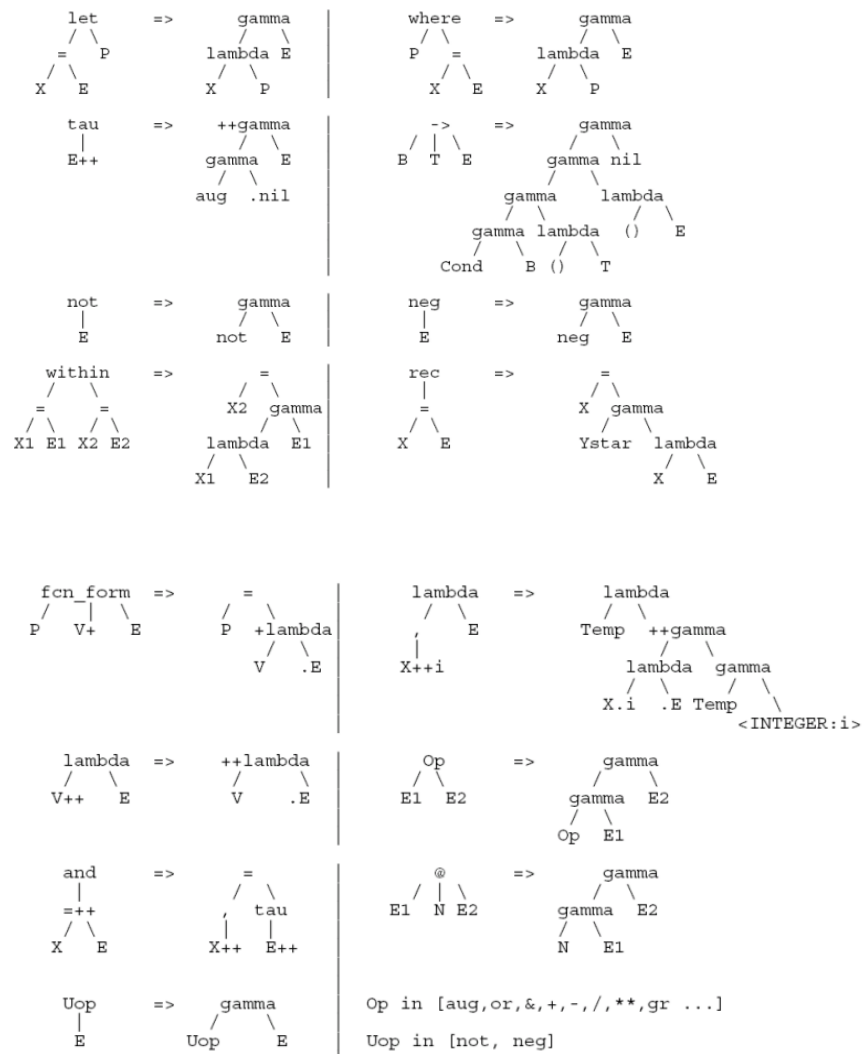 let => gamma | where => gamma
/ \ / \ | / \ / \
= P lambda E | P = lambda E
/ \ / \ | / \ / \
X E X P | X E X P
tau => ++gamma | -> => gamma
| / \ | / | \ / \
E++ gamma E | B T E gamma nil
/ \ | / \
aug .nil | gamma lambda
| / \ / \
| gamma lambda () E
| / \ / \
| Cond B () T
not => gamma | neg => gamma
| / \ | | / \
E not E | E neg E
within => = | rec => =
/ \ / \ | | / \
= = X2 gamma | = X gamma
/ \ / \ / \ | / \ / \
X1 E1 X2 E2 lambda E1 | X E Ystar lambda
/ \ | / \
X1 E2 | X E
fcn_form => = | lambda => lambda
/ | \ / \ | / \ / \
P V+ E P +lambda | , E Temp ++gamma
/ \ | | / \
V .E | X++i lambda gamma
| / \ / \
| X.i .E Temp \
| <INTEGER:i>
lambda => ++lambda | Op => gamma
/ \ / \ | / \ / \
V++ E V .E | E1 E2 gamma E2
| / \
| Op E1
and => = | @ => gamma
| / \ | / | \ / \
=++ , tau | E1 N E2 gamma E2
/ \ | | | / \
X E X++ E++ | N E1
Uop => gamma | Op in [aug,or,&,+,-,/,**,gr ...]
| / \ |
E Uop E | Uop in [not, neg]